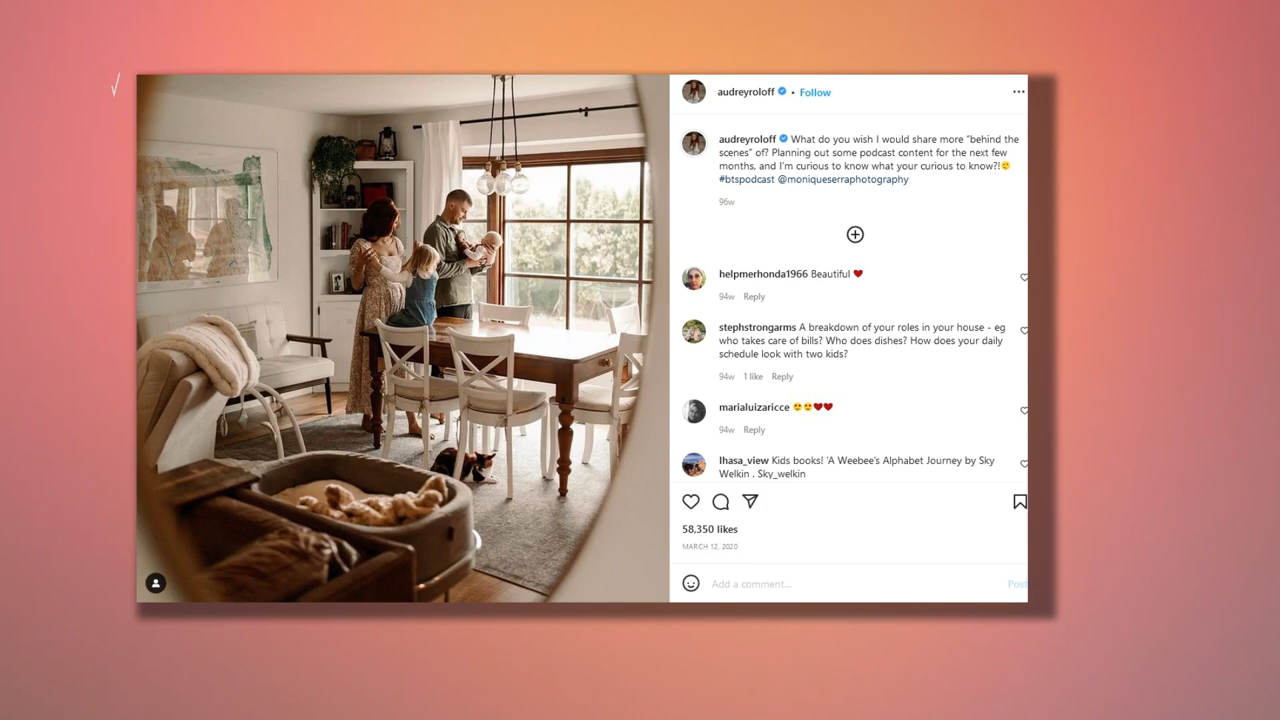 audreyroloff • Follow
audreyroloff What do you wish I would share more "behind the
scenes" of? Planning out some podcast content for the next few
months, and I'm curious to know what your curious to know?!
#btspodcast @moniqueserraphotography
96w
helpmerhonda1966 Beautiful
94w Reply
stephstrongarms A breakdown of your roles in your house - eg
who takes care of bills? Who does dishes? How does your daily
schedule look with two kids?
94w 1 like Reply
marialuizaricce
94w Reply
lhasa_view Kids books! 'A Weebee's Alphabet Journey by Sky
Welkin . Sky_welkin
58,350 likes
MARCH 12, 2020
Add a comment... Post